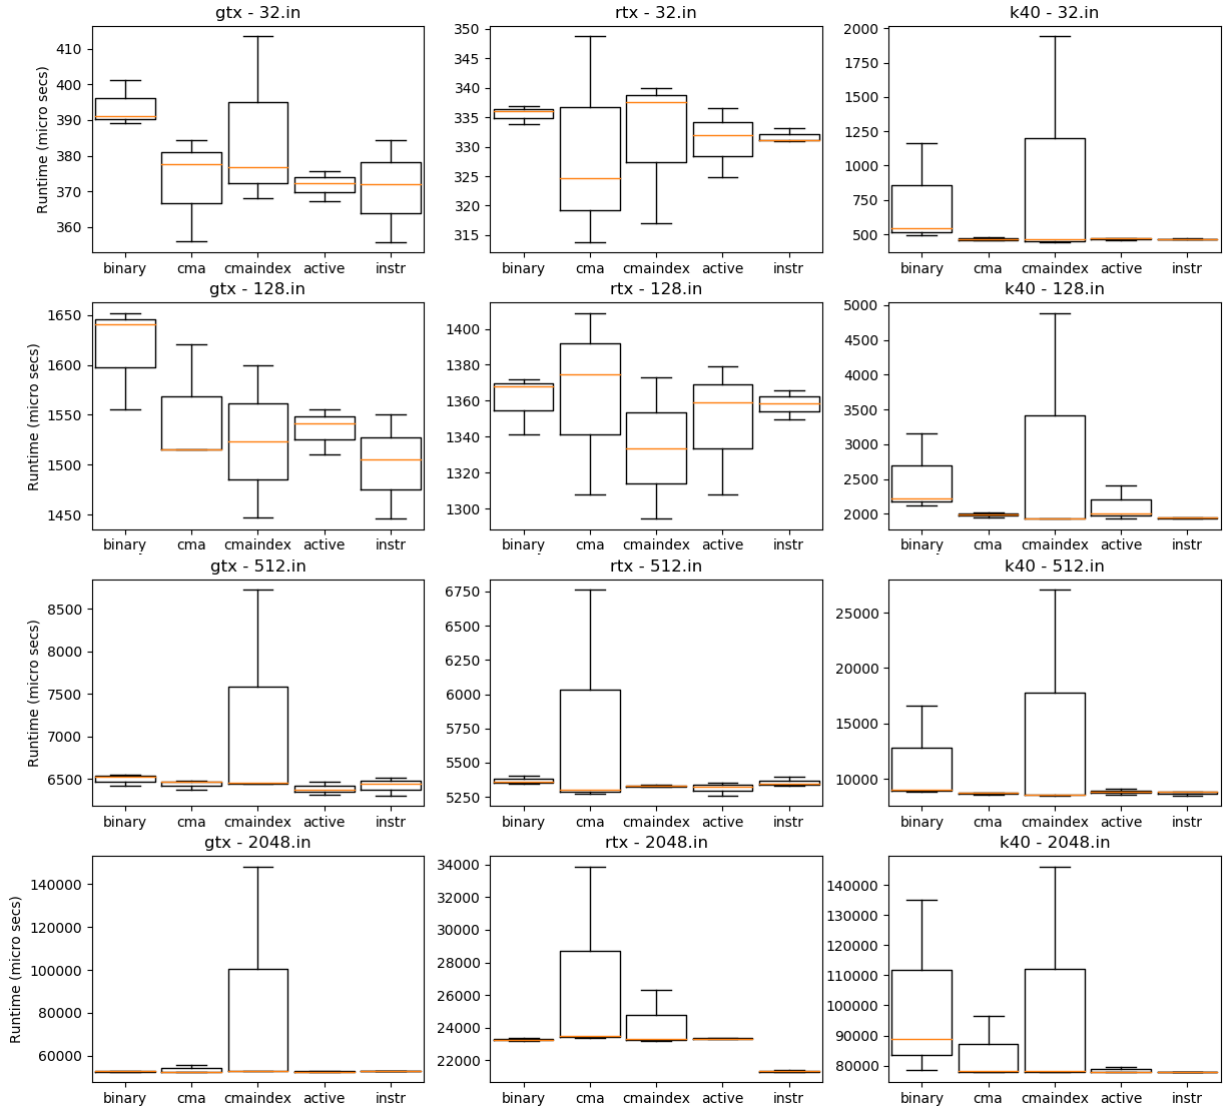 gtx - 32.in
rtx - 32.in
k40 - 32.in
Runtime (micro secs)
410
400
390
380
370
360
350
345
340
335
330
325
320
315
2000
1750
1500
1250
1000
750
500
binary cma cmaindex active instr
binary cma cmaindex active instr
binary cma cmaindex active instr
gtx - 128.in
rtx - 128.in
k40 - 128.in
Runtime (micro secs)
1650
1600
1550
1500
1450
1400
1380
1360
1340
1320
1300
5000
4500
4000
3500
3000
2500
2000
binary cma cmaindex active instr
binary cma cmaindex active instr
binary cma cmaindex active instr
gtx - 512.in
rtx - 512.in
k40 - 512.in
Runtime (micro secs)
8500
8000
7500
7000
6500
6750
6500
6250
6000
5750
5500
5250
25000
20000
15000
10000
binary cma cmaindex active instr
binary cma cmaindex active instr
binary cma cmaindex active instr
gtx - 2048.in
rtx - 2048.in
k40 - 2048.in
Runtime (micro secs)
140000
120000
100000
80000
60000
34000
32000
30000
28000
26000
24000
22000
140000
130000
120000
110000
100000
90000
80000
binary cma cmaindex active instr
binary cma cmaindex active instr
binary cma cmaindex active instr